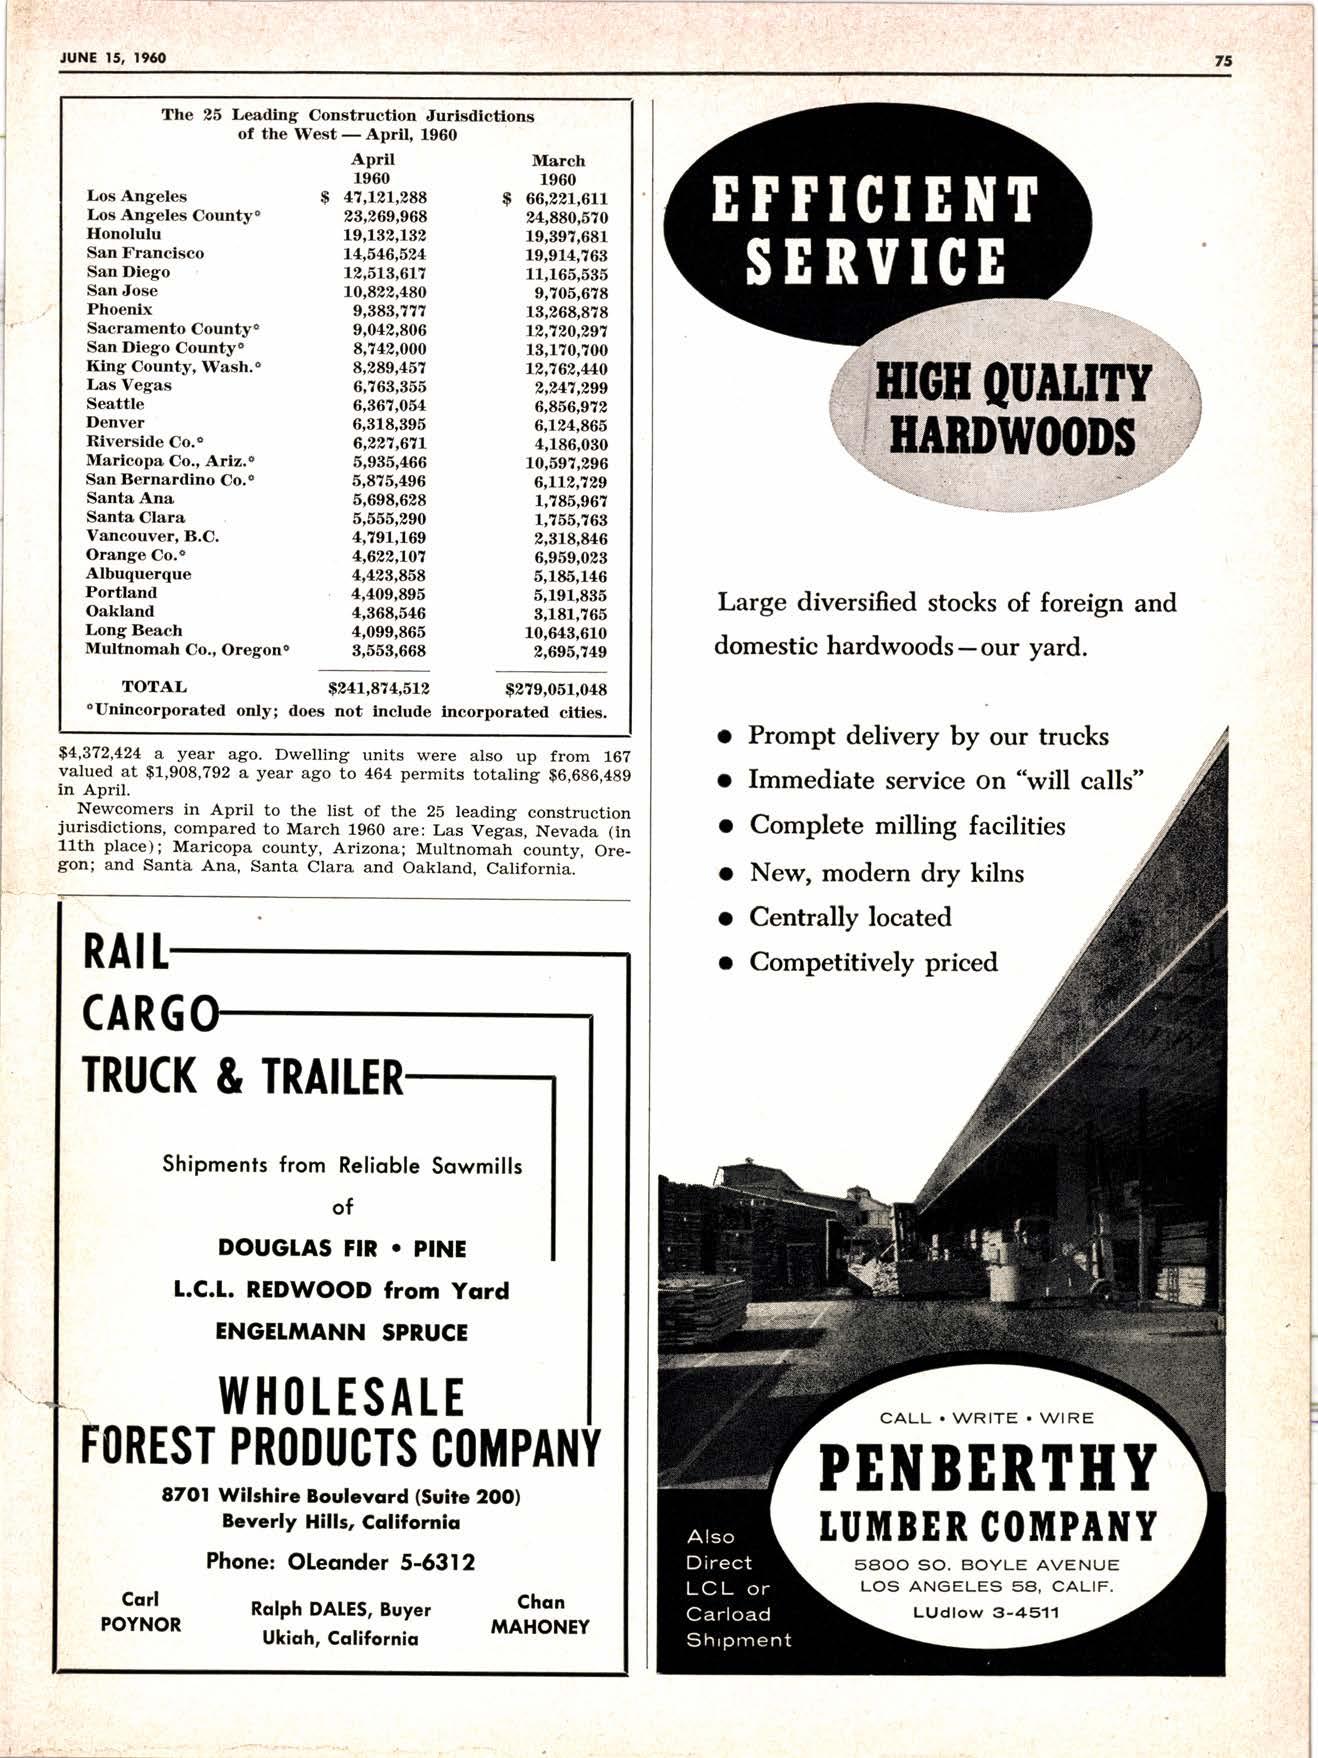 JUNE 15, 1960
75
The 25 Leading Construction Jurisdictions
of the West — April, 1960
April March
1960 1960
Los Angeles $ 47,121,288 $ 66,221,611
Los Angeles County° 23,269,968 24,880,570
Honolulu 19,132,132 19,397,681
San Francisco 14,546,524 19,914,763
San Diego 12,513,617 11,165,535
San Jose 10,822,480 9,705,678
Phoenix 9,383,777 13,268,878
Sacramento County° 9,042,806 12,720,297
San Diego County° 8,742,000 13,170,700
King County, Wash.° 8,289,457 12,762,440
Las Vegas 6,763,355 2,247,299
Seattle 6,367,054 6,856,972
Denver 6,318,395 6,124,865
Riverside Co.° 6,227,671 4,186,030
Maricopa Co., Ariz.° 5,935,466 10,597,296
San Bernardino Co.° 5,875,496 6,112,729
Santa Ana 5,698,628 1,785,967
Santa Clara 5,555,290 1,755,763
Vancouver, B.C. 4,791,169 2,318,846
Orange Co.° 4,622,107 6,959,023
Albuquerque 4,423,858 5,185,146
Portland 4,409,895 5,191,835
Oakland 4,368,546 3,181,765
Long Beach 4,099,865 10,643,610
Multnomah Co., Oregon° 3,553,668 2,695,749
TOTAL $241,874,512 $279,051,048
°Unincorporated only; does not include incorporated cities.
$4,372,424 a year ago. Dwelling units were also up from 167
valued at $1,908,792 a year ago to 464 permits totaling $6,686,489
in April.
Newcomers in April to the list of the 25 leading construction
jurisdictions, compared to March 1960 are: Las Vegas, Nevada (in
11th place); Maricopa county, Arizona; Multnomah county, Ore-
gon; and Santa Ana, Santa Clara and Oakland, California.
RAIL
CARGO
TRUCK & TRAILER
Shipments from Reliable Sawmills
of
DOUGLAS FIR • PINE
L.C.L. REDWOOD from Yard
ENGELMANN SPRUCE
WHOLESALE
FOREST PRODUCTS COMPANY
8701 Wilshire Boulevard (Suite 200)
Beverly Hills, California
Phone: OLeander 5-6312
Carl
POYNOR
Ralph DALES, Buyer
Ukiah, California
Chan
MAHONEY
EFFICIENT
SERVICE
HIGH QUALITY
HARDWOODS
Large diversified stocks of foreign and
domestic hardwoods — our yard.
• Prompt delivery by our trucks
• Immediate service on “will calls”
• Complete milling facilities
• New, modern dry kilns
• Centrally located
• Competitively priced
CALL • WRITE • WIRE
PENBERTHY
LUMBER COMPANY
5800 SO. BOYLE AVENUE
LOS ANGELES 58, CALIF.
LUdlow 3-4511
Also
Direct
LCL or
Carload
Shipment